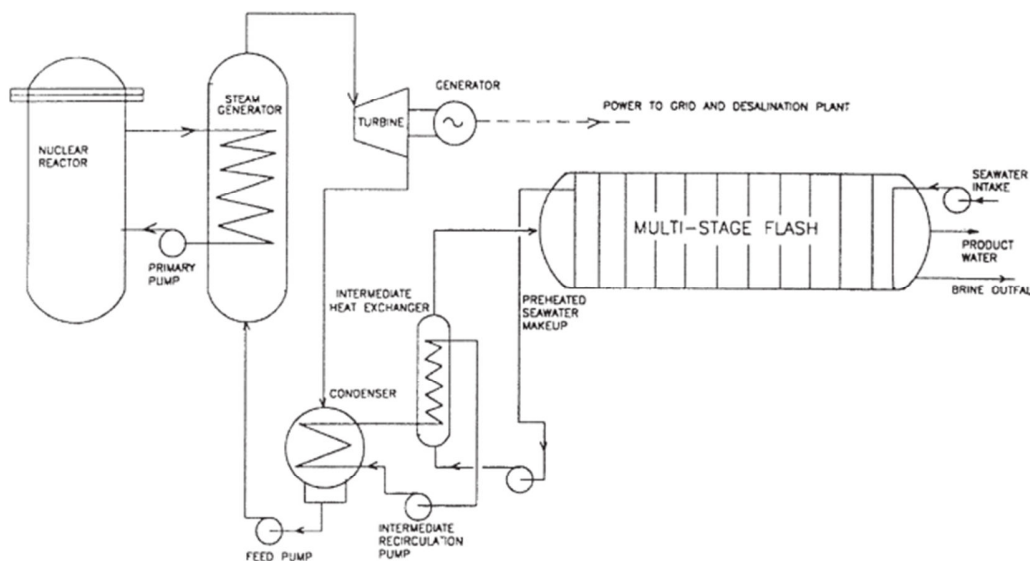 STEAM
GENERATOR
NUCLEAR
REACTOR
PRIMARY
PUMP
TURBINE
GENERATOR
POWER TO GRID AND DESALINATION PLANT
SEAWATER
INTAKE
MULTI-STAGE FLASH
PRODUCT
WATER
BRINE OUTFAL
INTERMEDIATE
HEAT EXCHANGER
PREHEATED
SEAWATER
MAKEUP
CONDENSER
INTERMEDIATE
RECIRCULATION
PUMP
FEED PUMP